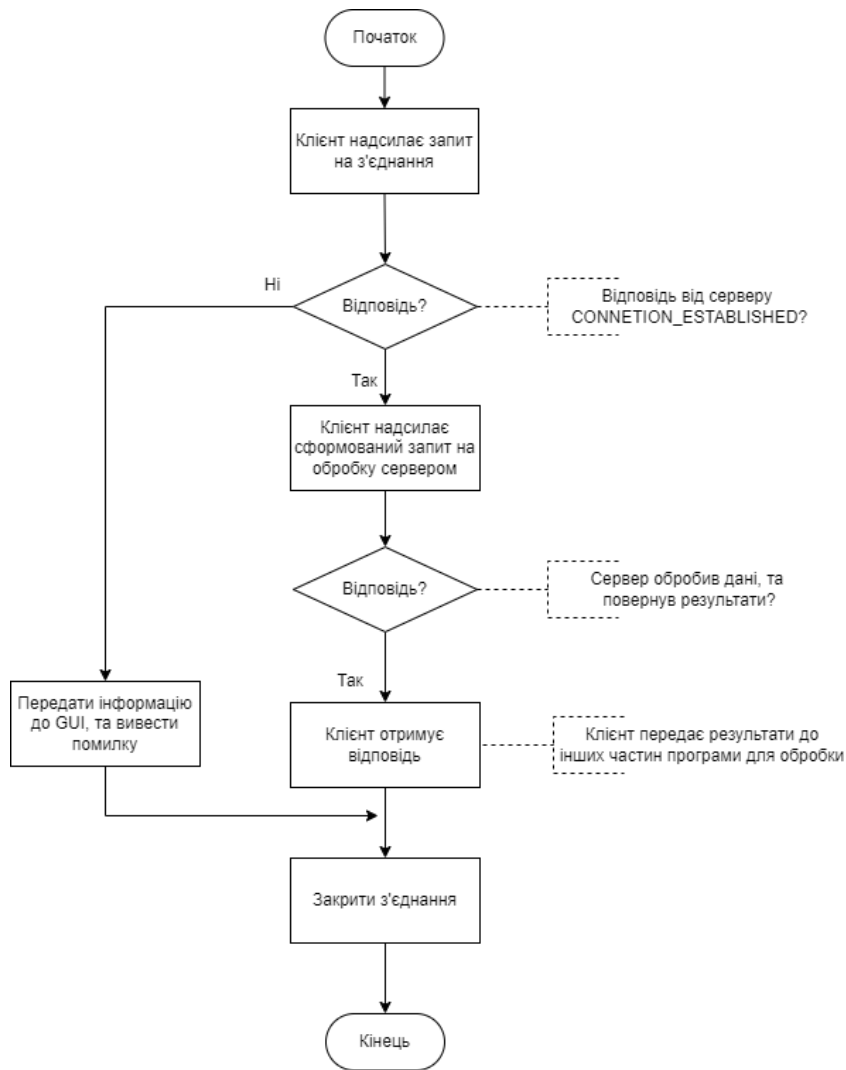 Початок
Клієнт надсилає запит
на з'єднання
Ні
Відповідь?
Відповідь від серверу
CONNETION_ESTABLISHED?
Так
Клієнт надсилає
сформований запит на
обробку сервером
Відповідь?
Сервер обробив дані, та
повернув результати?
Так
Передати інформацію
до GUI, та вивести
помилку
Клієнт отримує
відповідь
Клієнт передає результати до
інших частин програми для обробки
Закрити з'єднання
Кінець